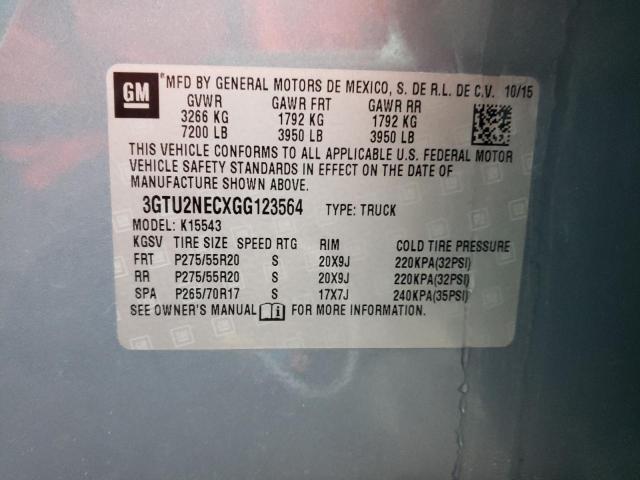 GM
MFD BY GENERAL MOTORS DE MEXICO, S. DE R.L. DE C.V. 10/15
GVWR GAWR FRT GAWR RR
3266 KG 1792 KG 1792 KG
7200 LB 3950 LB 3950 LB
THIS VEHICLE CONFORMS TO ALL APPLICABLE U.S. FEDERAL MOTOR
VEHICLE SAFETY STANDARDS IN EFFECT ON THE DATE OF
MANUFACTURE SHOWN ABOVE.
3GTU2NECXGG123564 TYPE: TRUCK
MODEL: K15543
KGSV TIRE SIZE SPEED RTG RIM COLD TIRE PRESSURE
FRT P275/55R20 S 20X9J 220KPA(32PSI)
RR P275/55R20 S 20X9J 220KPA(32PSI)
SPA P265/70R17 S 17X7J 240KPA(35PSI)
SEE OWNER'S MANUAL FOR MORE INFORMATION.